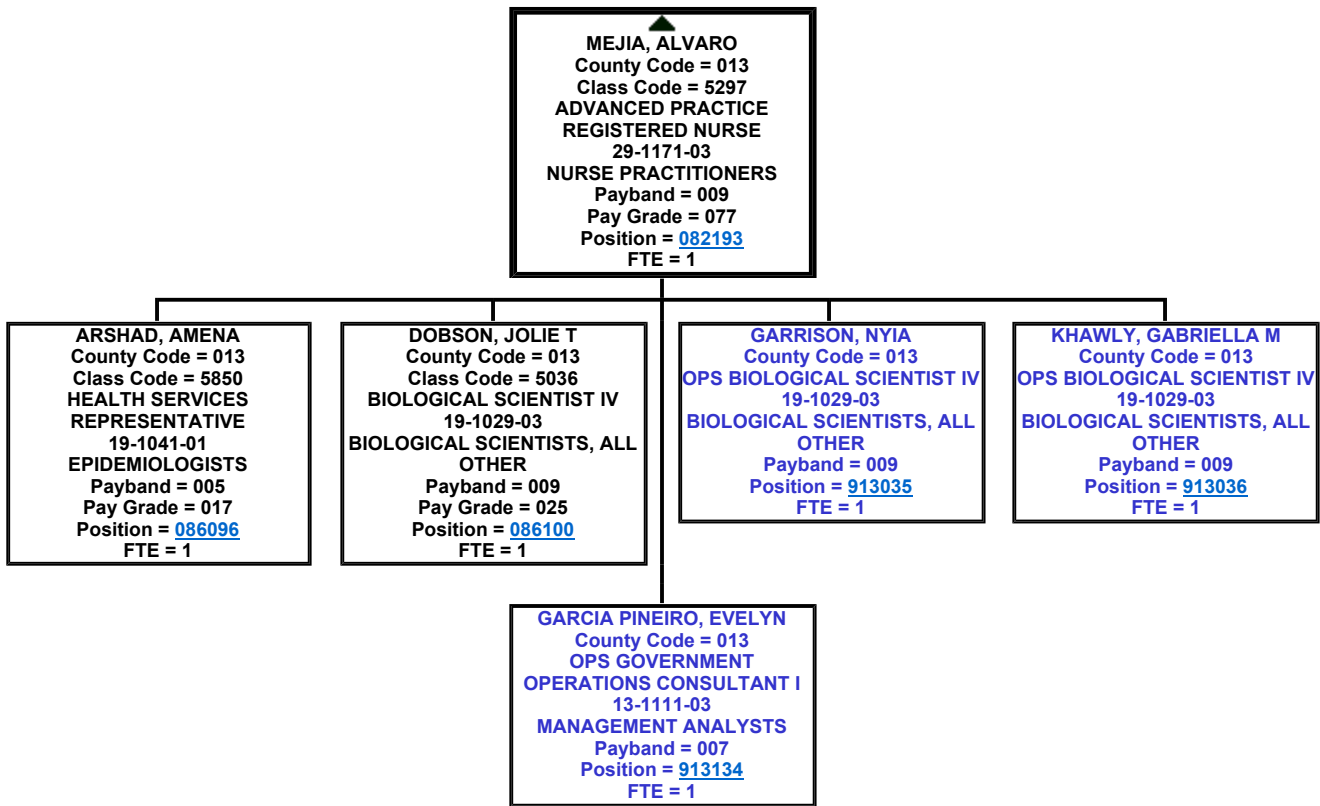 MEJIA, ALVARO
County Code = 013
Class Code = 5297
ADVANCED PRACTICE
REGISTERED NURSE
29-1171-03
NURSE PRACTITIONERS
Payband = 009
Pay Grade = 077
Position = 082193
FTE = 1
ARSHAD, AMENA
County Code = 013
Class Code = 5850
HEALTH SERVICES
REPRESENTATIVE
19-1041-01
EPIDEMIOLOGISTS
Payband = 005
Pay Grade = 017
Position = 086096
FTE = 1
DOBSON, JOLIE T
County Code = 013
Class Code = 5036
BIOLOGICAL SCIENTIST IV
19-1029-03
BIOLOGICAL SCIENTISTS, ALL
OTHER
Payband = 009
Pay Grade = 025
Position = 086100
FTE = 1
GARRISON, NYIA
County Code = 013
OPS BIOLOGICAL SCIENTIST IV
19-1029-03
BIOLOGICAL SCIENTISTS, ALL
OTHER
Payband = 009
Position = 913035
FTE = 1
KHAWLY, GABRIELLA M
County Code = 013
OPS BIOLOGICAL SCIENTIST IV
19-1029-03
BIOLOGICAL SCIENTISTS, ALL
OTHER
Payband = 009
Position = 913036
FTE = 1
GARCIA PINEIRO, EVELYN
County Code = 013
OPS GOVERNMENT
OPERATIONS CONSULTANT I
13-1111-03
MANAGEMENT ANALYSTS
Payband = 007
Position = 913134
FTE = 1